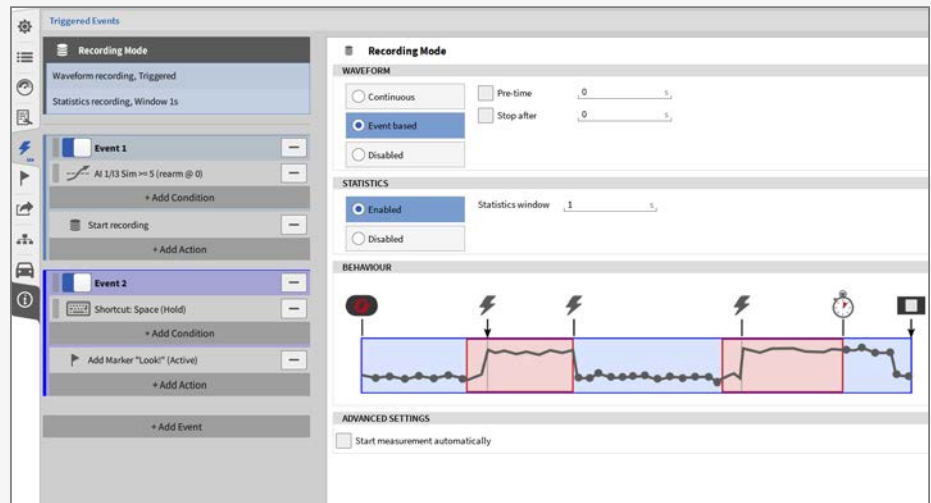 Triggered Events
Recording Mode
Waveform recording, Triggered
Statistics recording, Window 1s
Event 1
AI 1/I3 Sim >= 5 (rearm @ 0)
+ Add Condition
Start recording
+ Add Action
Event 2
Shortcut: Space (Hold)
+ Add Condition
Add Marker "Look!" (Active)
+ Add Action
+ Add Event
Recording Mode
WAVEFORM
Continuous
Pre-time 0 s
Event based
Stop after 0 s
Disabled
STATISTICS
Enabled
Statistics window 1 s
Disabled
BEHAVIOUR
ADVANCED SETTINGS
Start measurement automatically